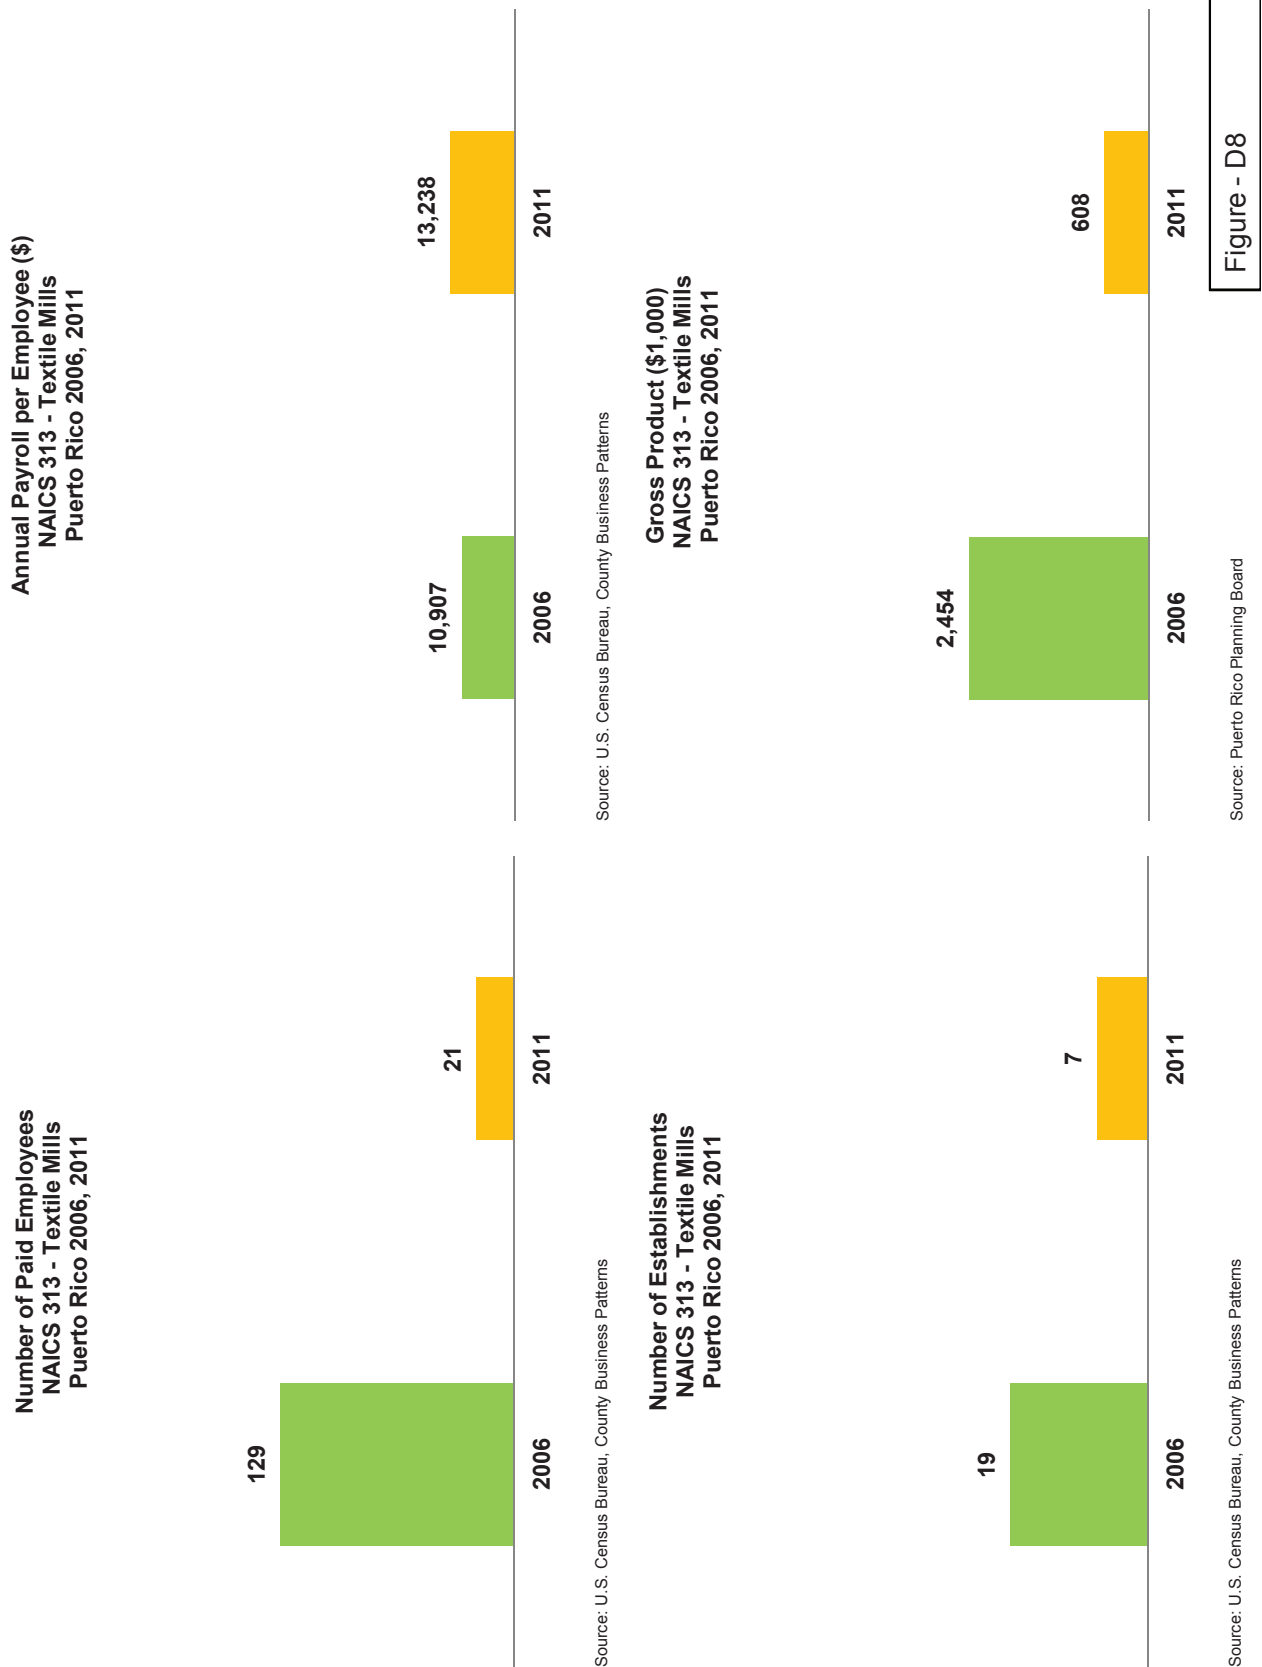 Number of Paid Employees
NAICS 313 - Textile Mills
Puerto Rico 2006, 2011
129
21
2006
2011
Source: U.S. Census Bureau, County Business Patterns
Annual Payroll per Employee ($)
NAICS 313 - Textile Mills
Puerto Rico 2006, 2011
10,907
13,238
2006
2011
Source: U.S. Census Bureau, County Business Patterns
Number of Establishments
NAICS 313 - Textile Mills
Puerto Rico 2006, 2011
19
7
2006
2011
Source: U.S. Census Bureau, County Business Patterns
Gross Product ($1,000)
NAICS 313 - Textile Mills
Puerto Rico 2006, 2011
2,454
608
2006
2011
Source: Puerto Rico Planning Board
Figure - D8